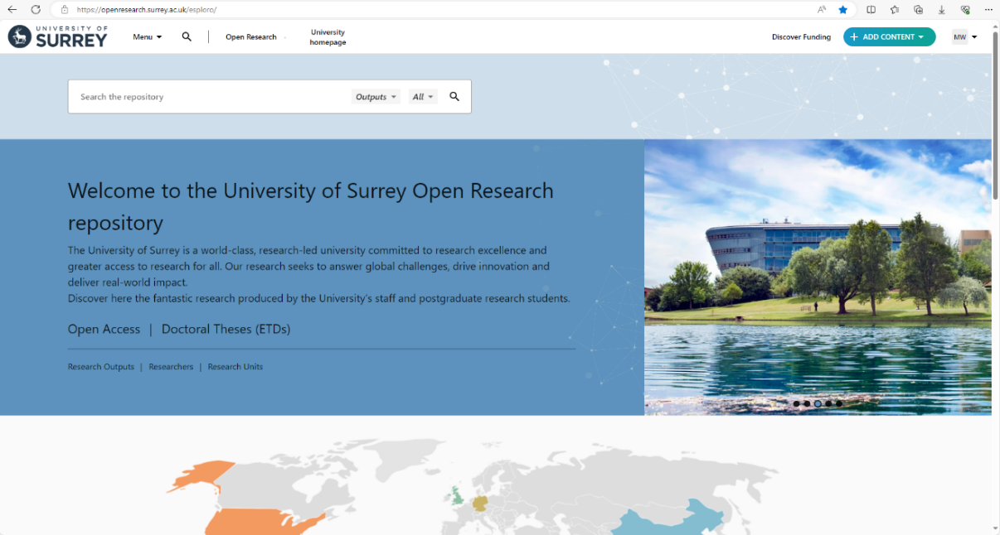 https://openresearch.surrey.ac.uk/esploro/
UNIVERSITY OF
SURREY
Menu
Open Research
University
homepage
Discover Funding
+ ADD CONTENT
MW
Search the repository
Outputs
All
Welcome to the University of Surrey Open Research
repository
The University of Surrey is a world-class, research-led university committed to research excellence and
greater access to research for all. Our research seeks to answer global challenges, drive innovation and
deliver real-world impact.
Discover here the fantastic research produced by the University's staff and postgraduate research students.
Open Access | Doctoral Theses (ETDs)
Research Outputs | Researchers | Research Units